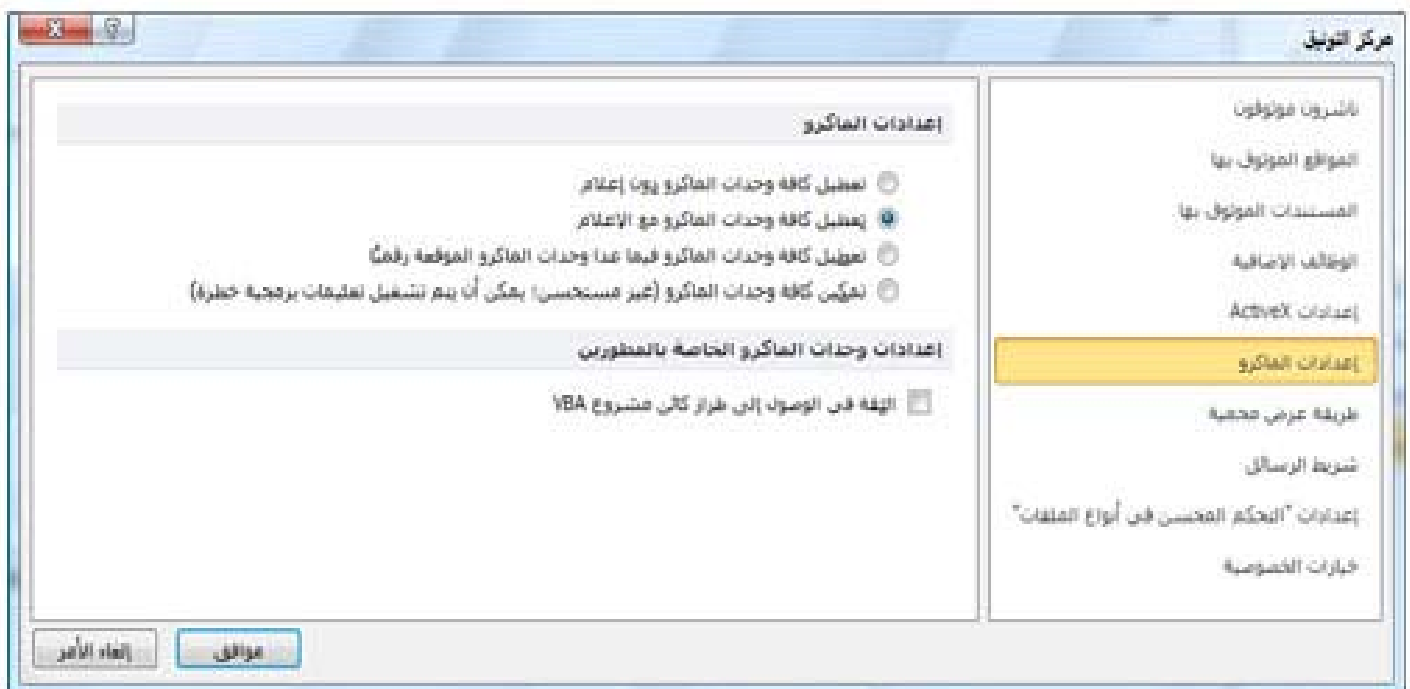 مركز التوثيق
ناشرون موثوقون
المواقع الموثوق بها
المستندات الموثوق بها
الوظائف الإضافية
إعدادات ActiveX
إعدادات الماكرو
طريقة عرض محمية
شريط الرسائل
إعدادات "التحكم المحسن في أنواع الملفات"
خيارات الخصوصية
إعدادات الماكرو
تعطيل كافة وحدات الماكرو دون إعلام
تعطيل كافة وحدات الماكرو مع الإعلام
تعطيل كافة وحدات الماكرو فيما عدا وحدات الماكرو الموقعة رقميًا
تمكين كافة وحدات الماكرو (غير مستحسن؛ يمكن أن يتم تشغيل تعليمات برمجية خطرة)
إعدادات وحدات الماكرو الخاصة بالمطورين
الثقة في الوصول إلى طراز كائن مشروع VBA
موافق
إلغاء الأمر